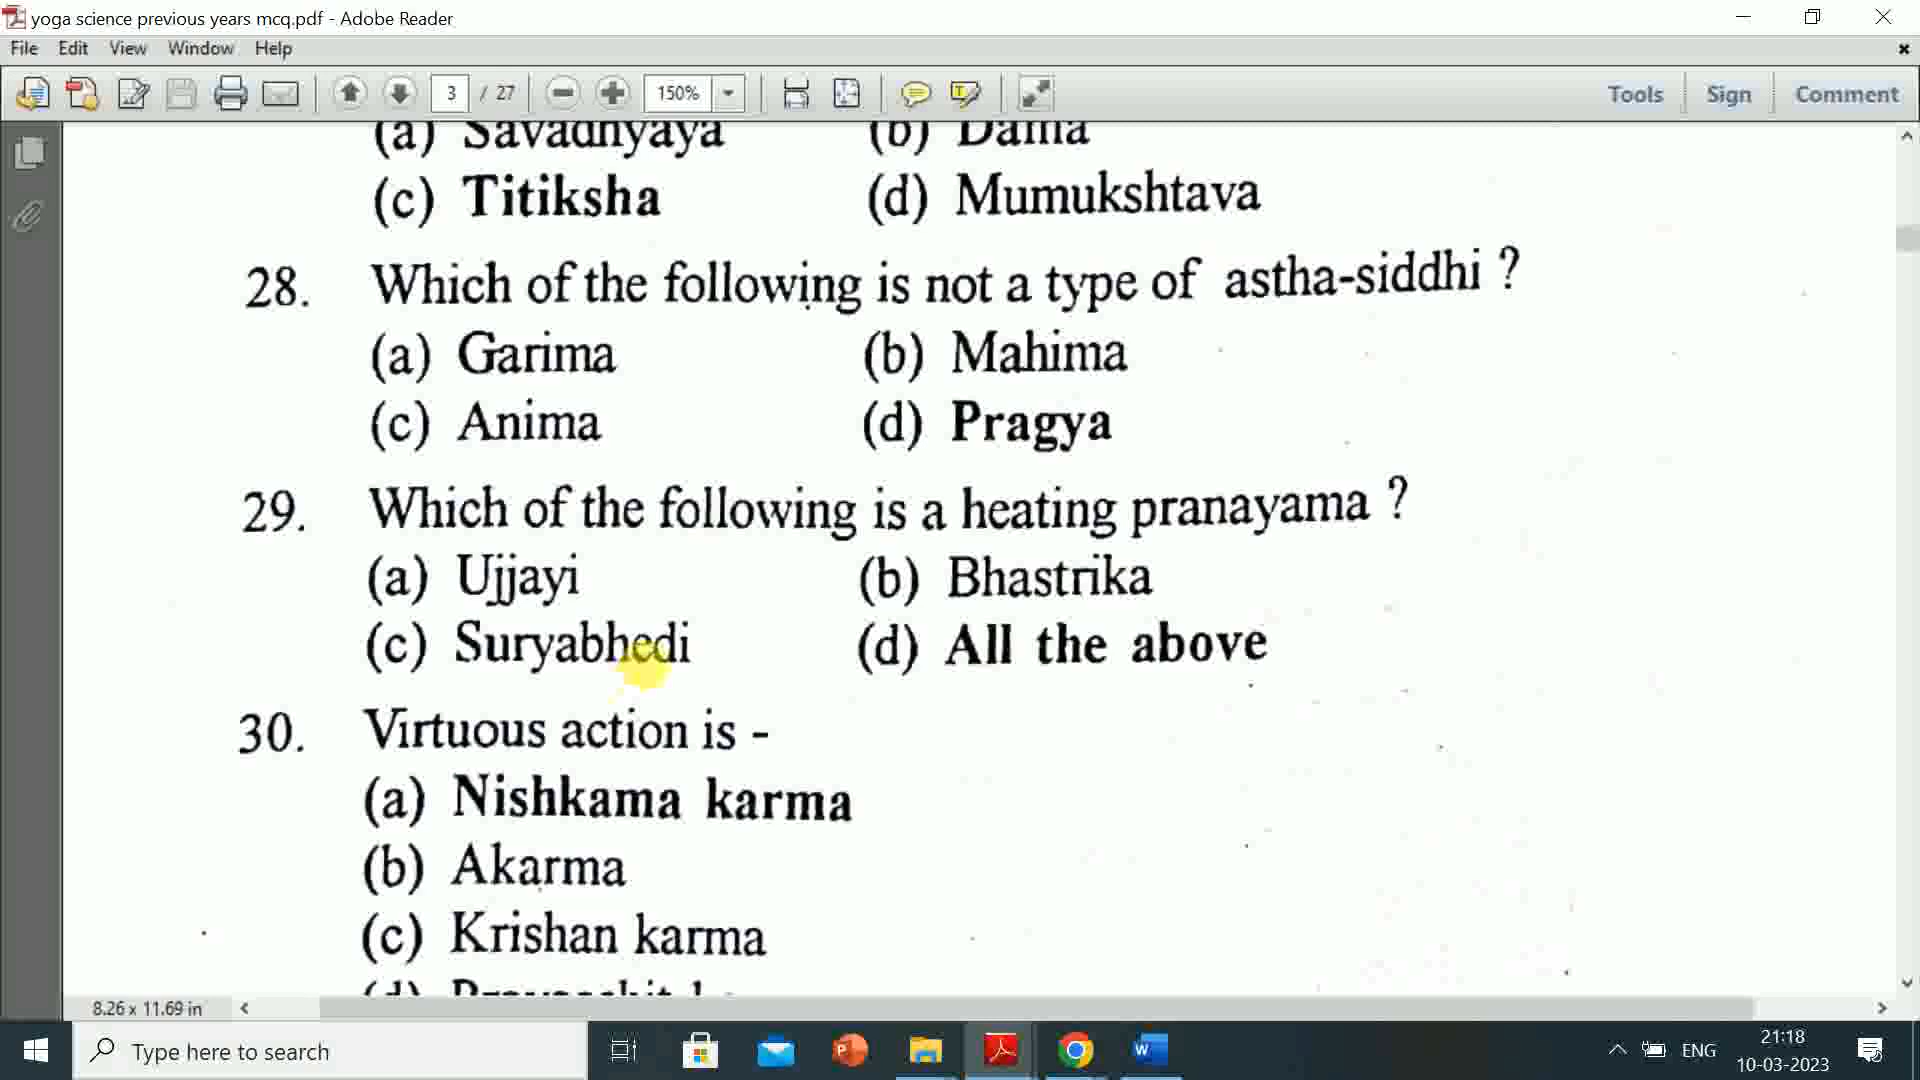 yoga science previous years mcq.pdf - Adobe Reader
File Edit View Window Help
3 / 27 150% Tools Sign Comment
(a) Savadhyaya (b) Dama
(c) Titiksha (d) Mumukshtava
28. Which of the following is not a type of astha-siddhi ?
(a) Garima (b) Mahima
(c) Anima (d) Pragya
29. Which of the following is a heating pranayama ?
(a) Ujjayi (b) Bhastrika
(c) Suryabhedi (d) All the above
30. Virtuous action is -
(a) Nishkama karma
(b) Akarma
(c) Krishan karma
(d)
8.26 x 11.69 in
Type here to search
ENG
21:18
10-03-2023